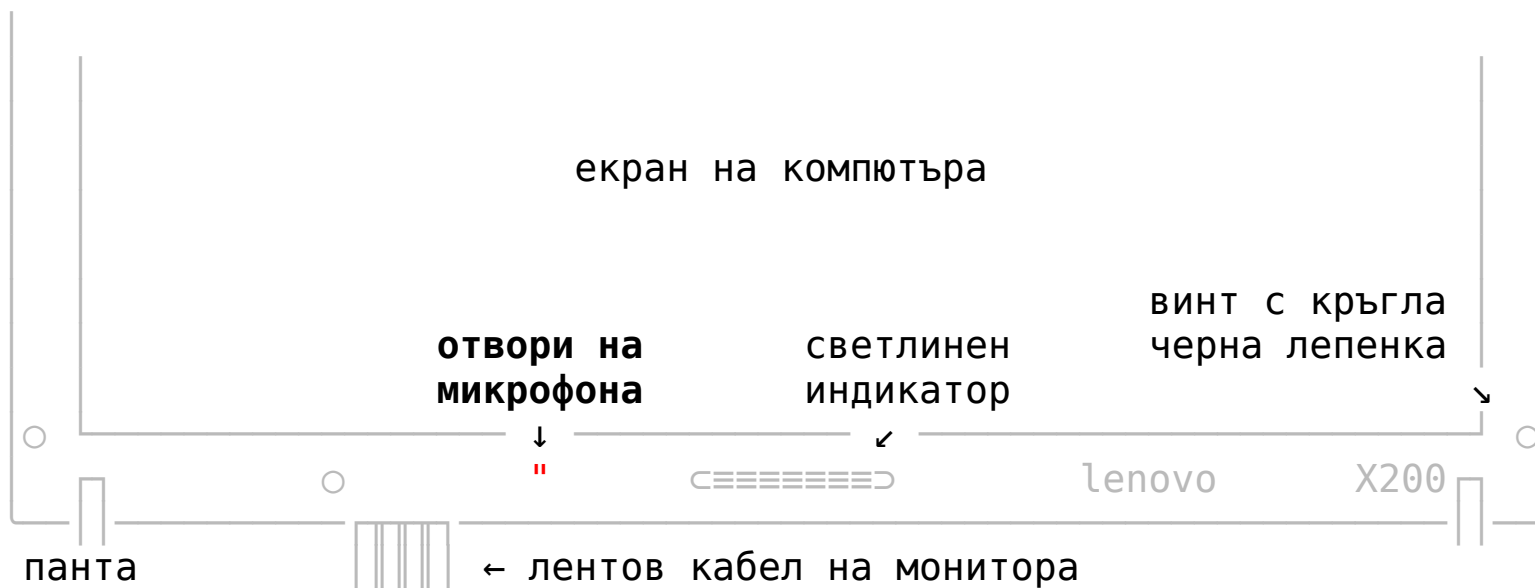 екран на компютъра
винт с кръгла
отвори на светлинен черна лепенка
микрофона индикатор ↘
↓ ↙
" lenovo X200
панта ← лентов кабел на монитора